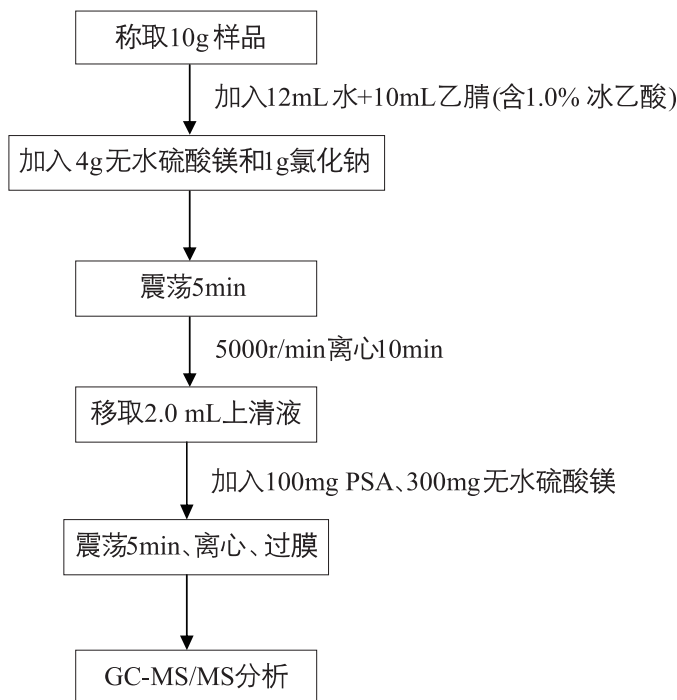 称取10g样品
加入12mL水+10mL乙腈(含1.0% 冰乙酸)
加入4g无水硫酸镁和1g氯化钠
震荡5min
5000r/min离心10min
移取2.0 mL上清液
加入100mg PSA、300mg无水硫酸镁
震荡5min、离心、过膜
GC-MS/MS分析